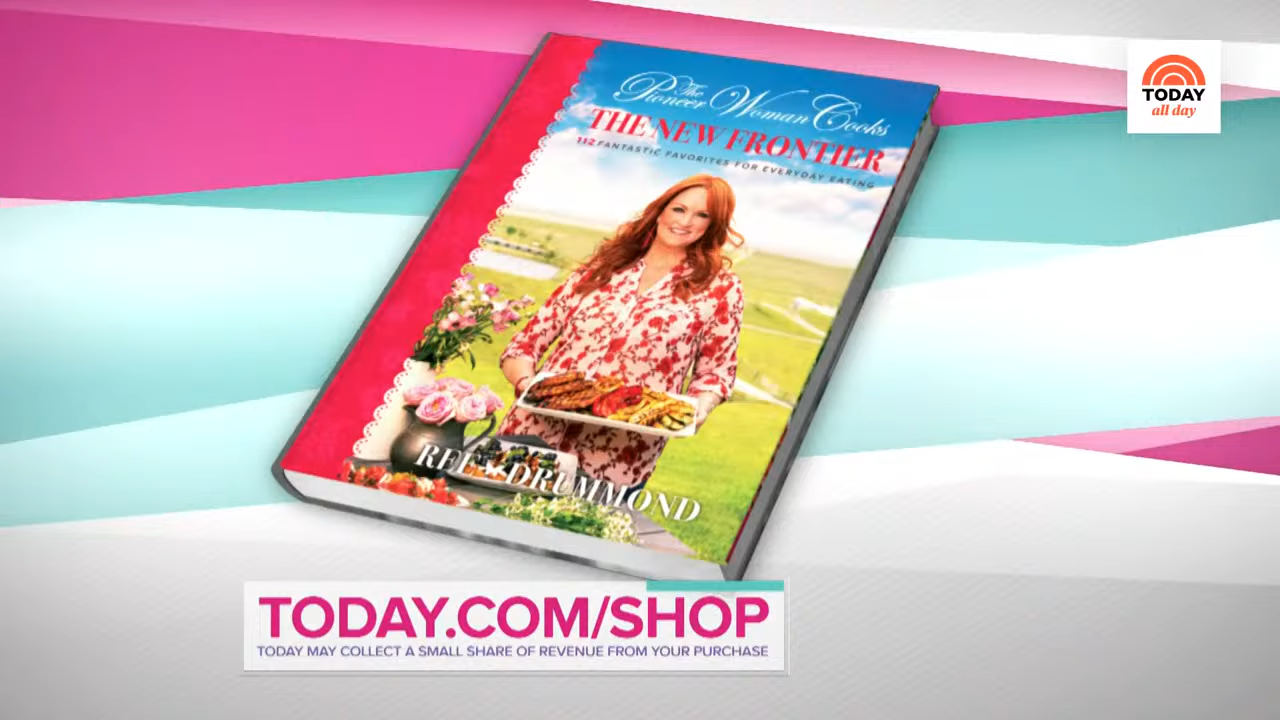 The
Pioneer Woman Cooks
THE NEW FRONTIER
112 FANTASTIC FAVORITES FOR EVERYDAY EATING
REE DRUMMOND
TODAY
all day
TODAY.COM/SHOP
TODAY MAY COLLECT A SMALL SHARE OF REVENUE FROM YOUR PURCHASE